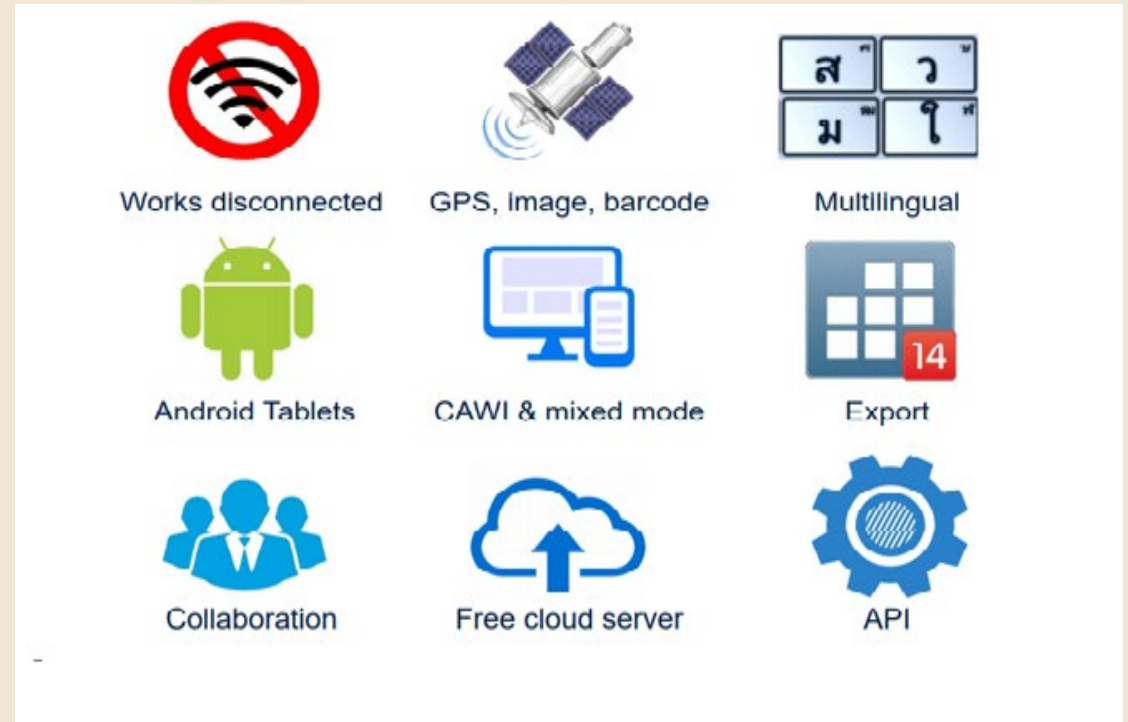 ส ศ ว
ม ใ
Works disconnected GPS, image, barcode Multilingual
Android Tablets CAWI & mixed mode 14 Export
Collaboration Free cloud server API